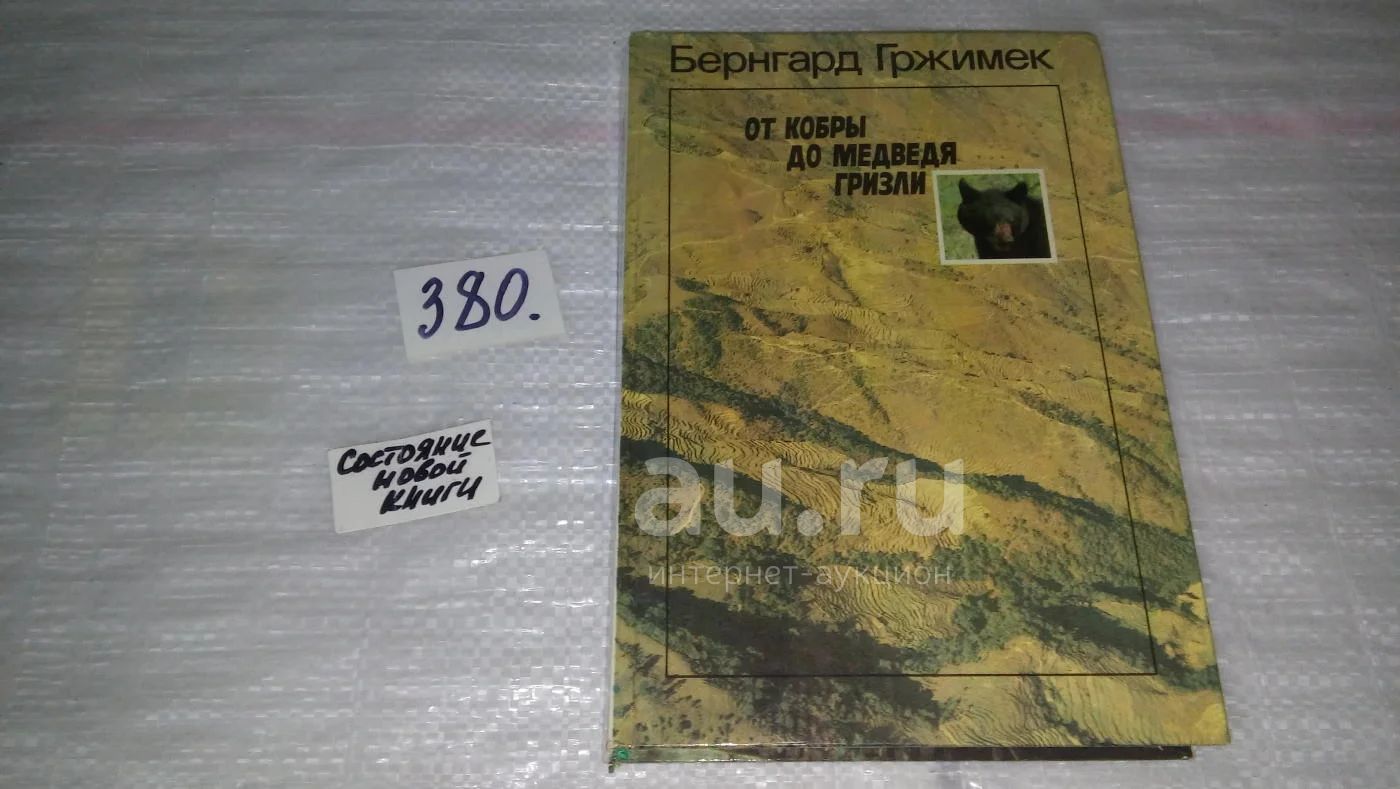 Бернгард Гржимек
ОТ КОБРЫ
ДО МЕДВЕДЯ
ГРИЗЛИ
380.
Состояние
новой
книги
au.ru
интернет-аукцион